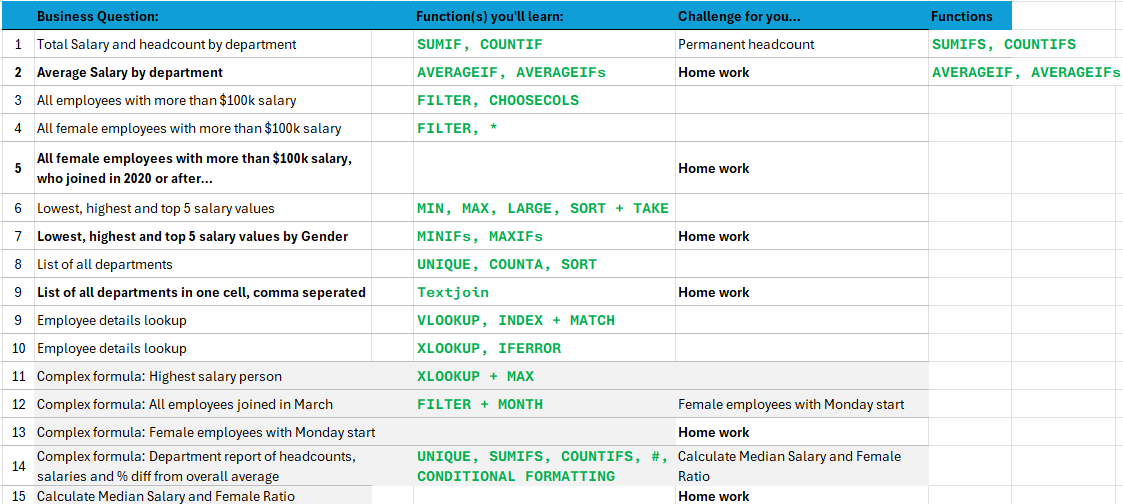 Business Question: Function(s) you'll learn: Challenge for you... Functions
1 Total Salary and headcount by department SUMIF, COUNTIF Permanent headcount SUMIFS, COUNTIFS
2 Average Salary by department AVERAGEIF, AVERAGEIFs Home work AVERAGEIF, AVERAGEIFs
3 All employees with more than $100k salary FILTER, CHOOSECOLS
4 All female employees with more than $100k salary FILTER, *
5 All female employees with more than $100k salary,
who joined in 2020 or after... Home work
6 Lowest, highest and top 5 salary values MIN, MAX, LARGE, SORT + TAKE
7 Lowest, highest and top 5 salary values by Gender MINIFs, MAXIFs Home work
8 List of all departments UNIQUE, COUNTA, SORT
9 List of all departments in one cell, comma seperated Textjoin Home work
9 Employee details lookup VLOOKUP, INDEX + MATCH
10 Employee details lookup XLOOKUP, IFERROR
11 Complex formula: Highest salary person XLOOKUP + MAX
12 Complex formula: All employees joined in March FILTER + MONTH Female employees with Monday start
13 Complex formula: Female employees with Monday start Home work
14 Complex formula: Department report of headcounts, UNIQUE, SUMIFS, COUNTIFS, #, Calculate Median Salary and Female
salaries and % diff from overall average CONDITIONAL FORMATTING Ratio
15 Calculate Median Salary and Female Ratio Home work